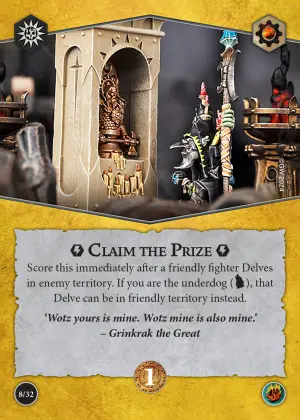 Claim the Prize
Score this immediately after a friendly fighter Delves
in enemy territory. If you are the underdog (), that
Delve can be in friendly territory instead.
‘Wotz yours is mine. Wotz mine is also mine.’
– Grinkrak the Great
1
8/32